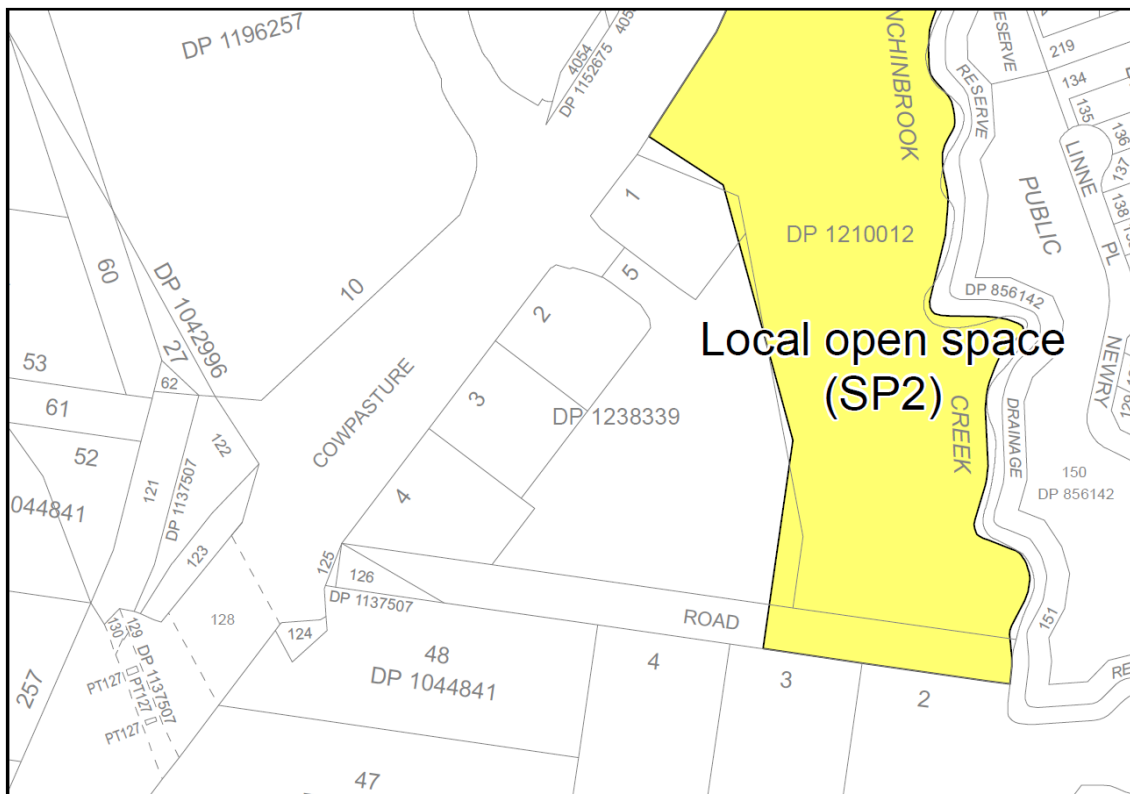 DP 1196257
4054
DP 1152675
NCHINBROOK
RESERVE
ESERVE
219
134
135
136
137
138
LINNE
PL
PUBLIC
1
DP 1210012
5
60
DP 1042996
10
2
DP 856142
27
53
62
Local open space
(SP2)
NEWRY
61
3
COWPASTURE
DP 1238339
CREEK
DRAINAGE
122
52
121
DP 1137507
4
150
DP 856142
044841
123
125
126
DP 1137507
ROAD
151
128
124
130
129
DP 1137507
48
DP 1044841
4
3
2
257
PT127
PT127
PT127
RE
47